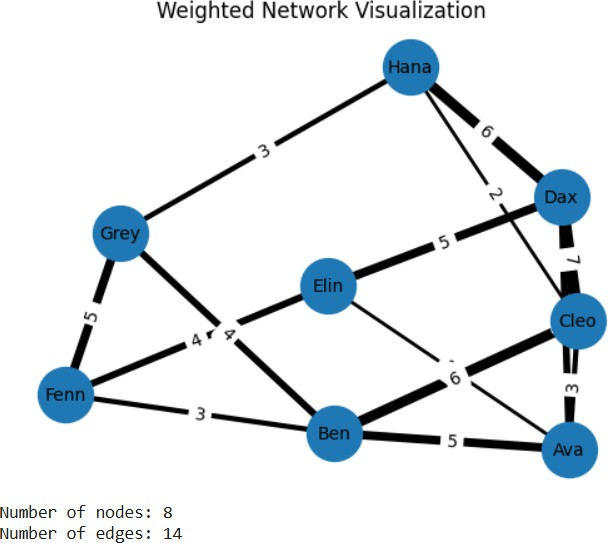 Weighted Network Visualization
Hana
3
6
2
Dax
Grey
5
7
Elin
Cleo
5
4
4
6
3
Fenn
3
Ben
5
Ava
Number of nodes: 8
Number of edges: 14